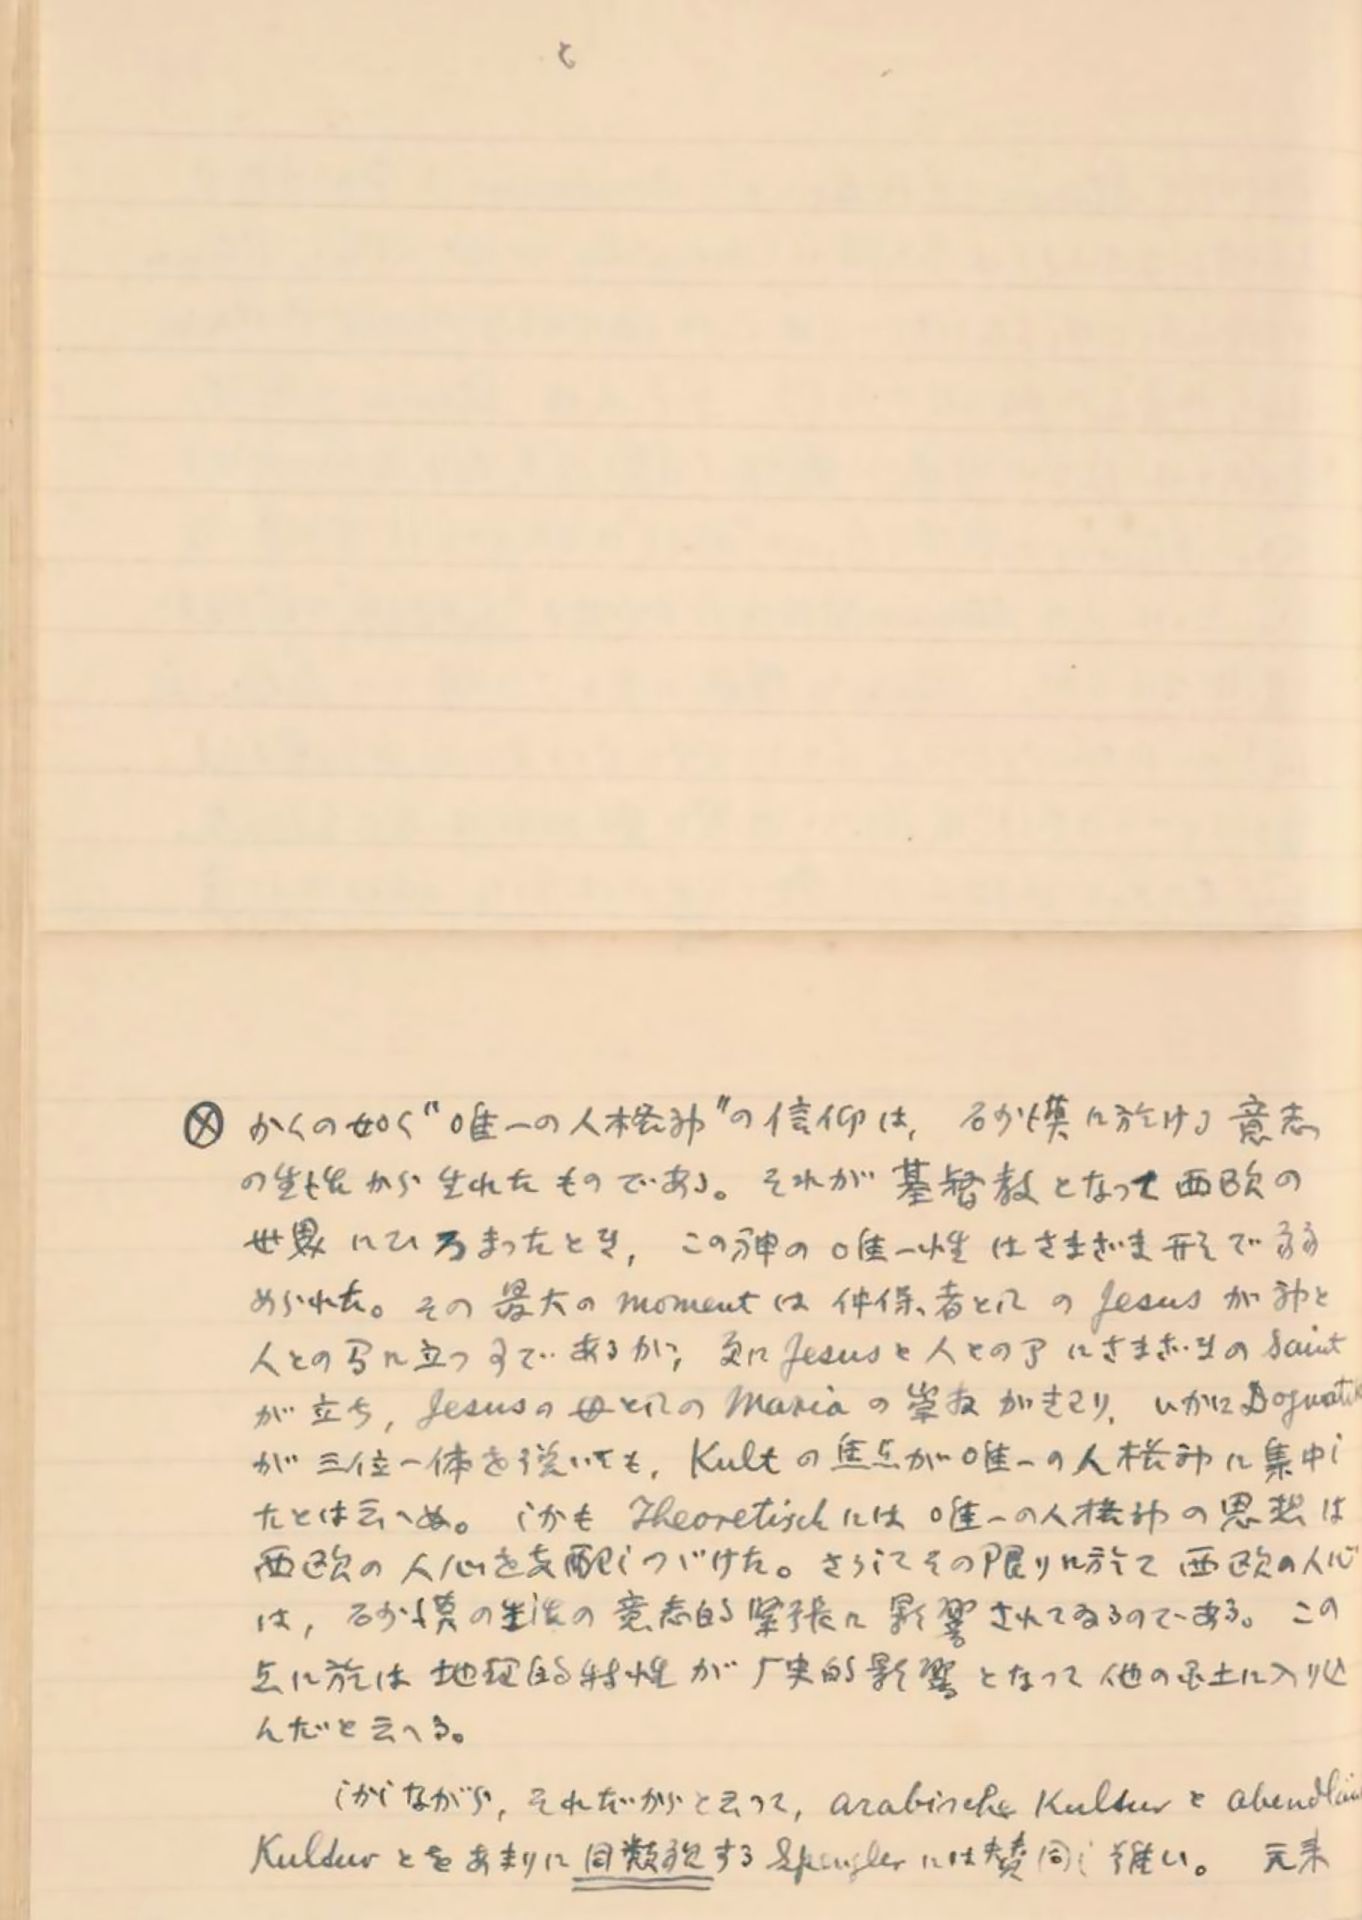 と
Ⓧ かくの如く“唯一の人格神”の信仰は, 砂漠に於ける意志
の生活から生れたものである。それが基督教となって西欧の
世界にひろまったとき, この神の唯一性はさまざま形で弱
められた。その最大のmomentは仲保者としてのJesusが神と
人との間に立つ事であるが, 更にJesusと人との間にさまざまのSaint
が立ち, Jesusの母としてのMariaの崇拝がさまり, いかにDogmatik
が三位一体を説いても, Kultの焦点が唯一の人格神に集中し
たとは云へぬ。しかもTheoretischには唯一の人格神の思想は
西欧の人心を支配しつづけた。さうしてその限りに於て西欧の人心
は, 砂漠の生活の意志的緊張に影響されてゐるのである。この
点に於ては地理的特性が歴史的影響となって他の国土に入り込
んだと云へる。
しかしながら, それだからと云って, arabische Kulturとabendlän
Kulturとをあまりに同類視するSpenglerには賛同し難い。 元来